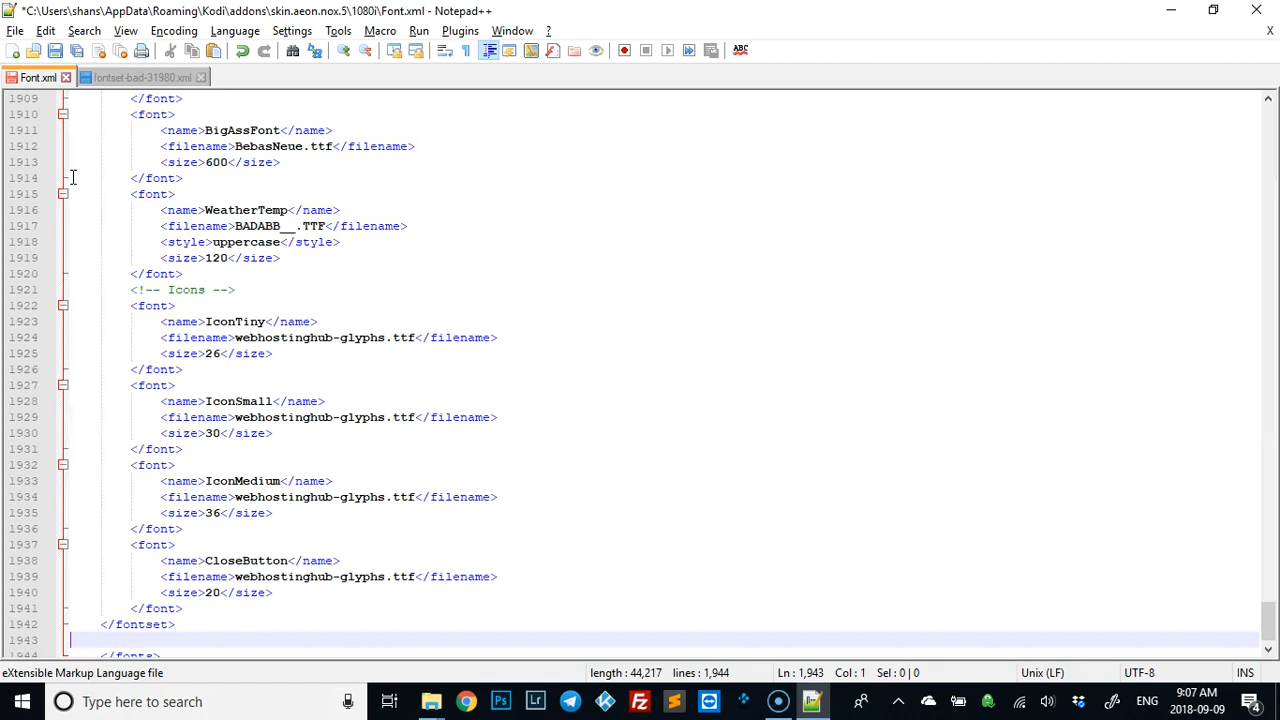 *C:\Users\shans\AppData\Roaming\Kodi\addons\skin.aeon.nox.5\1080i\Font.xml - Notepad++
File Edit Search View Encoding Language Settings Tools Macro Run Plugins Window ? X
ABC
Font.xml fontset-bad-31980.xml
1909 </font>
1910 <font>
1911 <name>BigAssFont</name>
1912 <filename>BebasNeue.ttf</filename>
1913 <size>600</size>
1914 </font>
1915 <font>
1916 <name>WeatherTemp</name>
1917 <filename>BADABB__.TTF</filename>
1918 <style>uppercase</style>
1919 <size>120</size>
1920 </font>
1921 <!-- Icons -->
1922 <font>
1923 <name>IconTiny</name>
1924 <filename>webhostinghub-glyphs.ttf</filename>
1925 <size>26</size>
1926 </font>
1927 <font>
1928 <name>IconSmall</name>
1929 <filename>webhostinghub-glyphs.ttf</filename>
1930 <size>30</size>
1931 </font>
1932 <font>
1933 <name>IconMedium</name>
1934 <filename>webhostinghub-glyphs.ttf</filename>
1935 <size>36</size>
1936 </font>
1937 <font>
1938 <name>CloseButton</name>
1939 <filename>webhostinghub-glyphs.ttf</filename>
1940 <size>20</size>
1941 </font>
1942 </fontset>
1943
1944 </fonts>
eXtensible Markup Language file length : 44,217 lines : 1,944 Ln : 1,943 Col : 1 Sel : 0 | 0 Unix (LF) UTF-8 INS
Type here to search Ps Lr Fz ENG 9:07 AM 4
2018-09-09